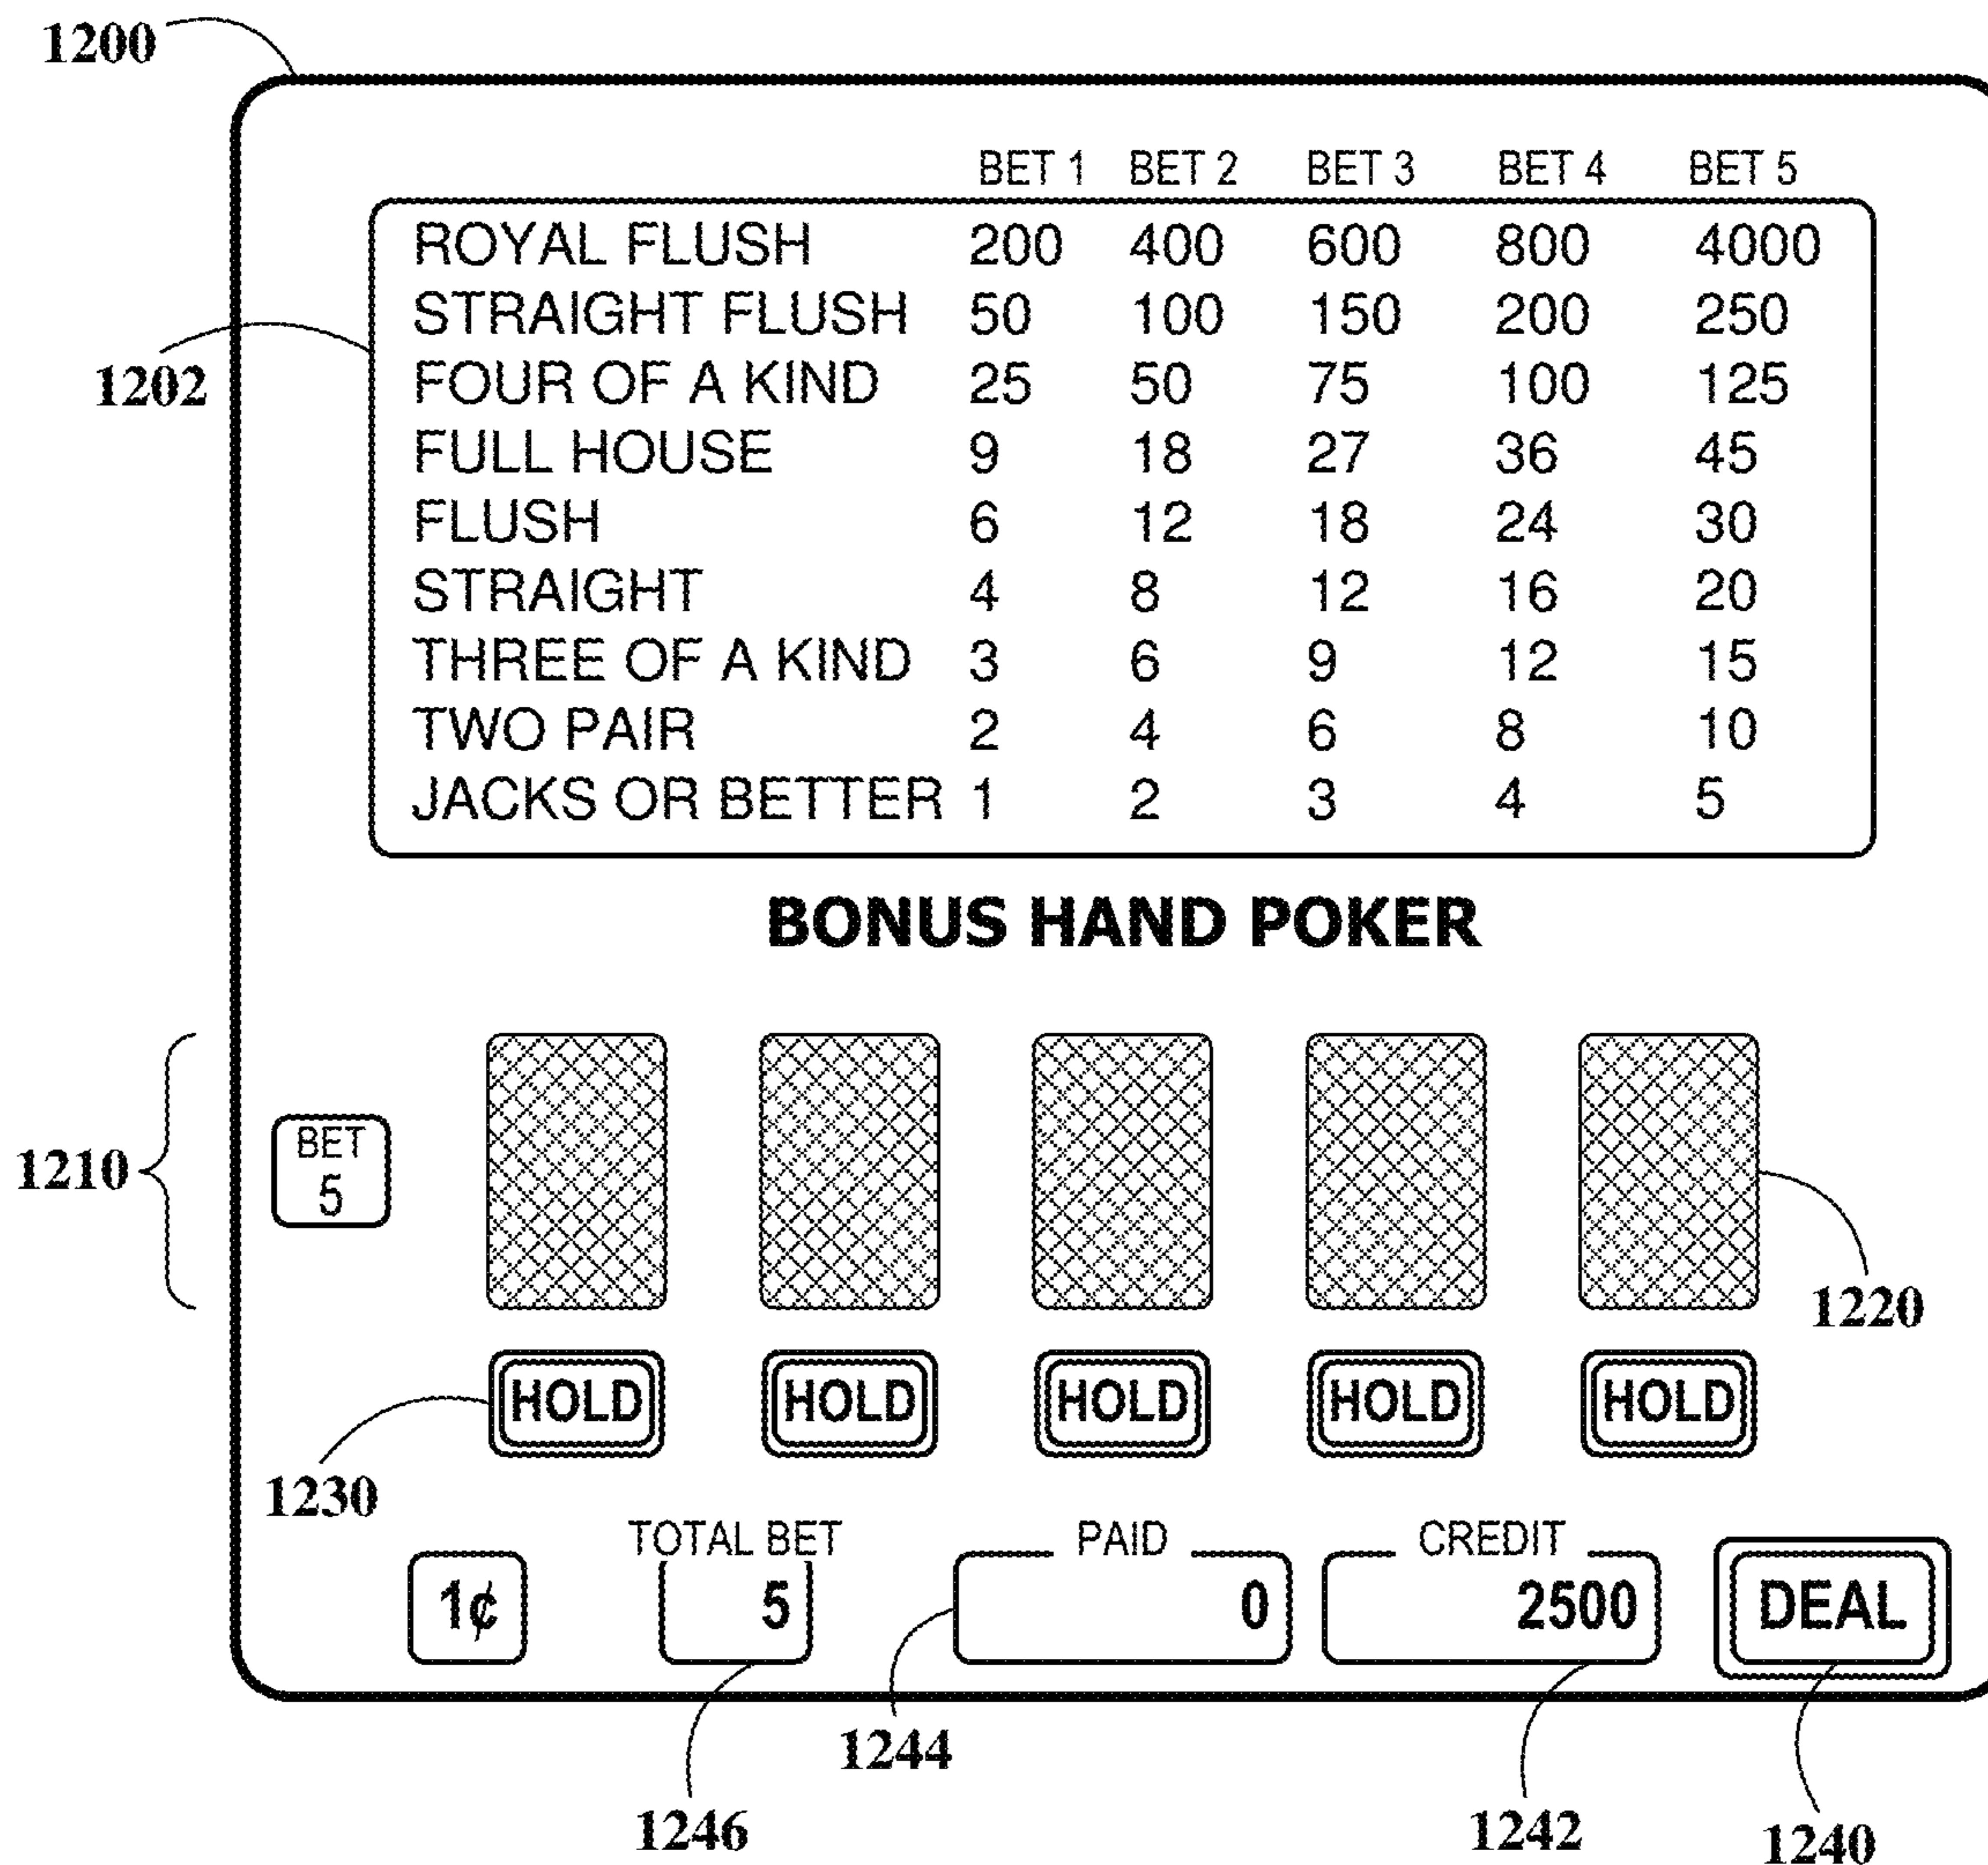 1200
BET 1 BET 2 BET 3 BET 4 BET 5
ROYAL FLUSH 200 400 600 800 4000
STRAIGHT FLUSH 50 100 150 200 250
1202
FOUR OF A KIND 25 50 75 100 125
FULL HOUSE 9 18 27 36 45
FLUSH 6 12 18 24 30
STRAIGHT 4 8 12 16 20
THREE OF A KIND 3 6 9 12 15
TWO PAIR 2 4 6 8 10
JACKS OR BETTER 1 2 3 4 5
BONUS HAND POKER
1210
BET
5
1220
HOLD HOLD HOLD HOLD HOLD
1230
TOTAL BET PAID CREDIT
1¢ 5 0 2500 DEAL
1244
1246 1242 1240